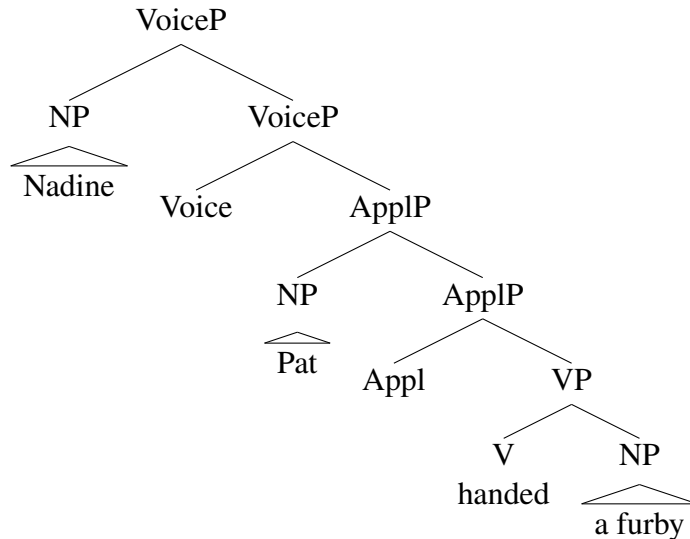 VoiceP
NP VoiceP
Nadine
Voice ApplP
NP ApplP
Pat
Appl VP
V NP
handed
a furby